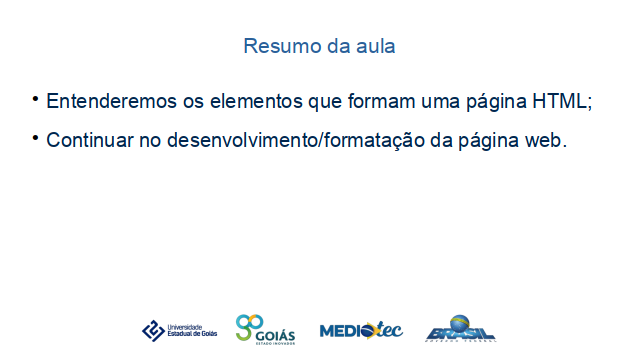 Resumo da aula
• Entenderemos os elementos que formam uma página HTML;
• Continuar no desenvolvimento/formatação da página web.
Universidade
Estadual de Goiás
GOIÁS
ESTADO INOVADOR
MEDIOtec
BRASIL
GOVERNO FEDERAL